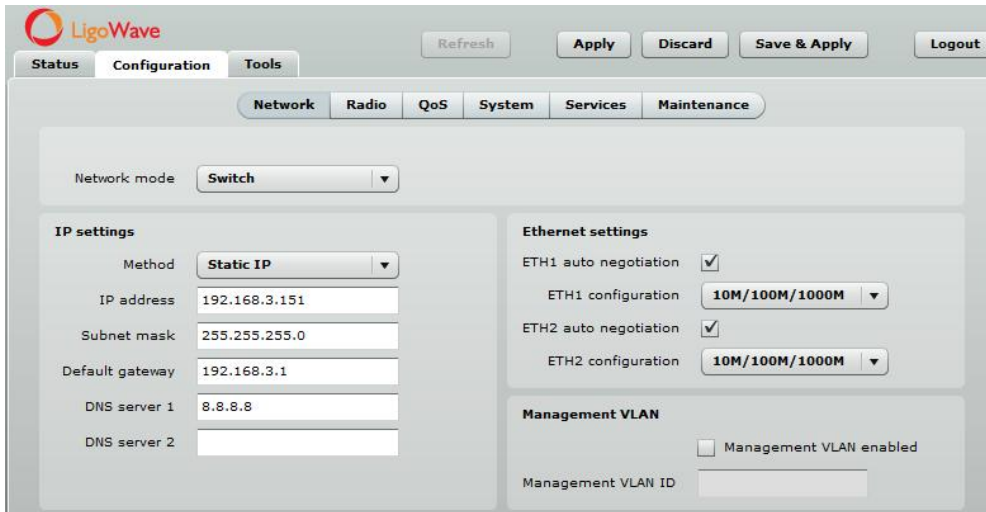 LigoWave
Refresh Apply Discard Save & Apply Logout
Status Configuration Tools
Network Radio QoS System Services Maintenance
Network mode Switch
IP settings
Method Static IP
IP address 192.168.3.151
Subnet mask 255.255.255.0
Default gateway 192.168.3.1
DNS server 1 8.8.8.8
DNS server 2
Ethernet settings
ETH1 auto negotiation
ETH1 configuration 10M/100M/1000M
ETH2 auto negotiation
ETH2 configuration 10M/100M/1000M
Management VLAN
Management VLAN enabled
Management VLAN ID